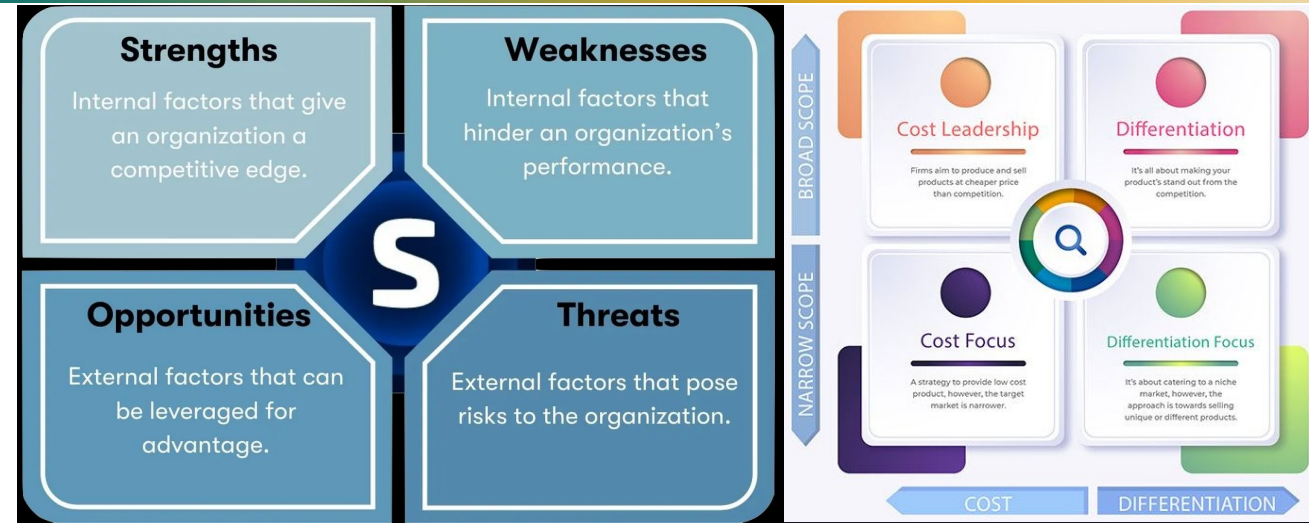 Strengths
Internal factors that give
an organization a
competitive edge.
Weaknesses
Internal factors that
hinder an organization's
performance.
S
Opportunities
External factors that can
be leveraged for
advantage.
Threats
External factors that pose
risks to the organization.
BROAD SCOPE
NARROW SCOPE
Cost Leadership
Firms aim to produce and sell
products at cheaper price
than competition.
Differentiation
It's all about making your
product's stand out from the
competition.
Cost Focus
A strategy to provide low cost
product, however, the target
market is narrower.
Differentiation Focus
It's about catering to a niche
market, however, the
approach is towards selling
unique or different products.
COST
DIFFERENTIATION